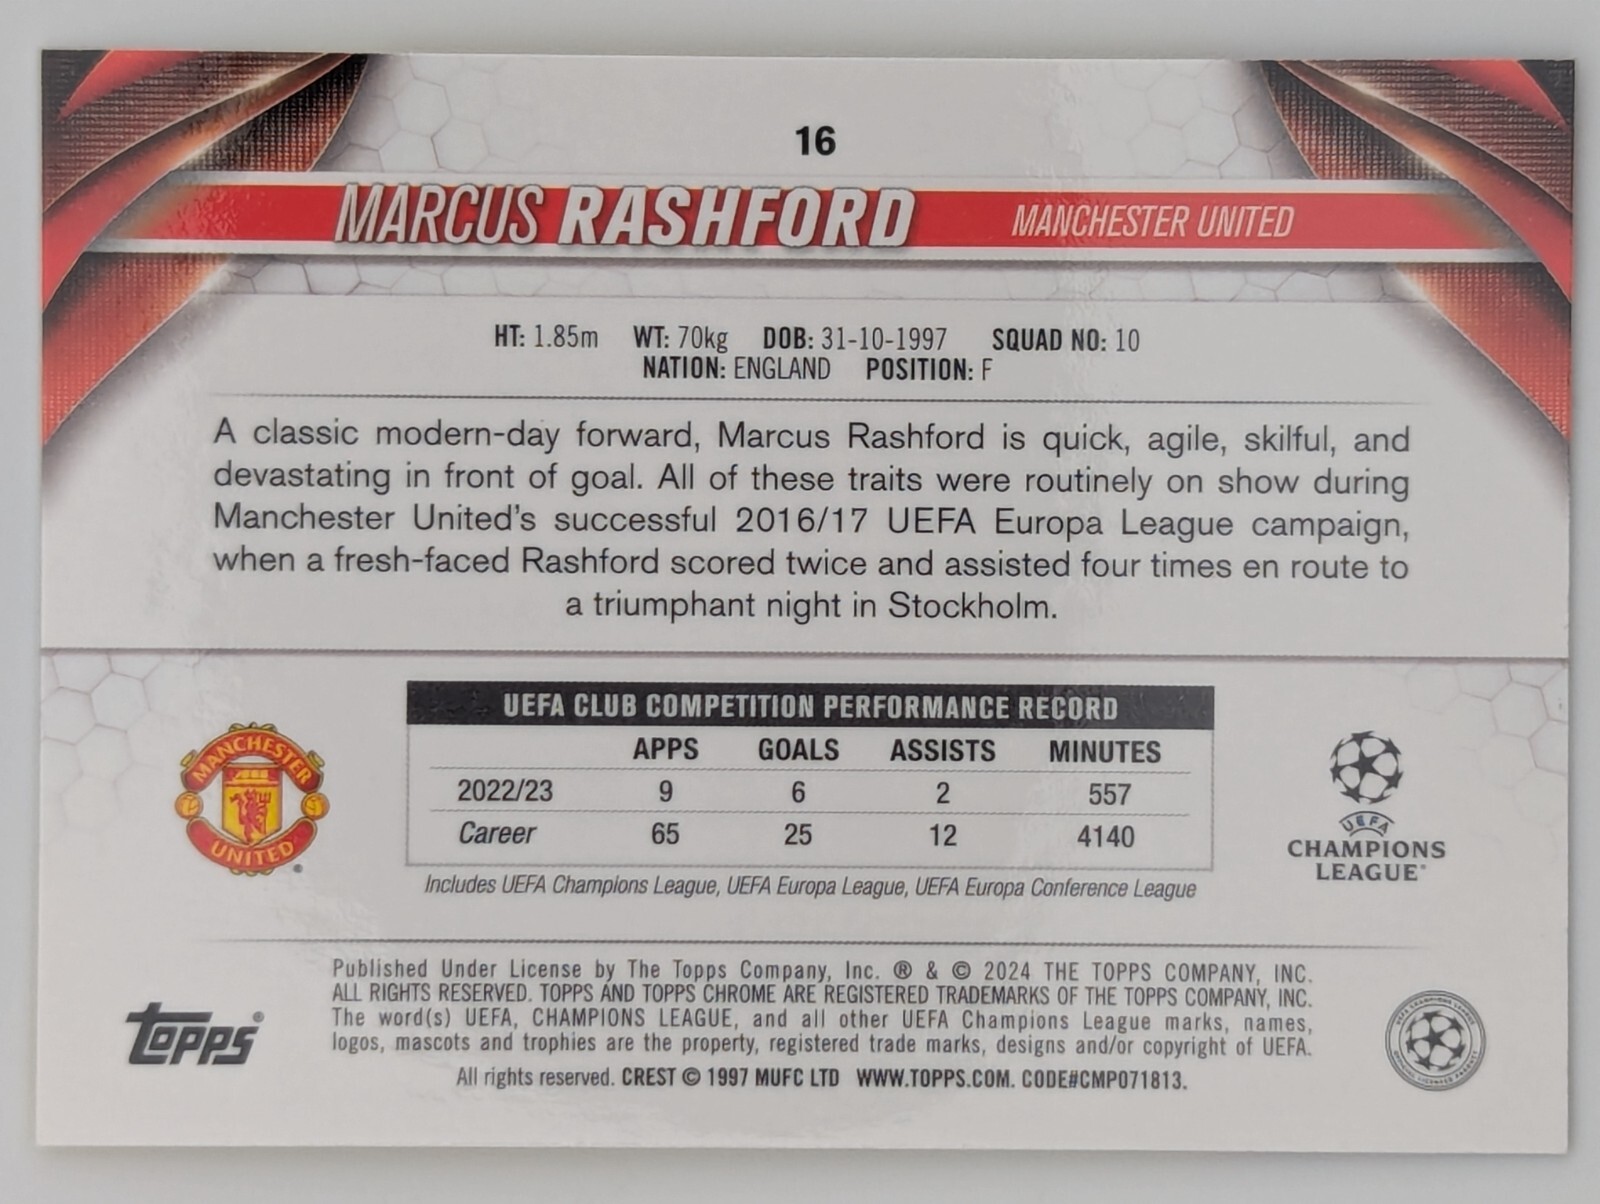 16
MARCUS RASHFORD MANCHESTER UNITED
HT: 1.85m WT: 70kg DOB: 31-10-1997 SQUAD NO: 10
NATION: ENGLAND POSITION: F
A classic modern-day forward, Marcus Rashford is quick, agile, skilful, and
devastating in front of goal. All of these traits were routinely on show during
Manchester United's successful 2016/17 UEFA Europa League campaign,
when a fresh-faced Rashford scored twice and assisted four times en route to
a triumphant night in Stockholm.
UEFA CLUB COMPETITION PERFORMANCE RECORD
APPS GOALS ASSISTS MINUTES
2022/23 9 6 2 557
Career 65 25 12 4140
Includes UEFA Champions League, UEFA Europa League, UEFA Europa Conference League
MANCHESTER
UNITED
UEFA
CHAMPIONS
LEAGUE®
Topps®
Published Under License by The Topps Company, Inc. ® & © 2024 THE TOPPS COMPANY, INC.
ALL RIGHTS RESERVED. TOPPS AND TOPPS CHROME ARE REGISTERED TRADEMARKS OF THE TOPPS COMPANY, INC.
The word(s) UEFA, CHAMPIONS LEAGUE, and all other UEFA Champions League marks, names,
logos, mascots and trophies are the property, registered trade marks, designs and/or copyright of UEFA.
All rights reserved. CREST © 1997 MUFC LTD WWW.TOPPS.COM. CODE#CMP071813.